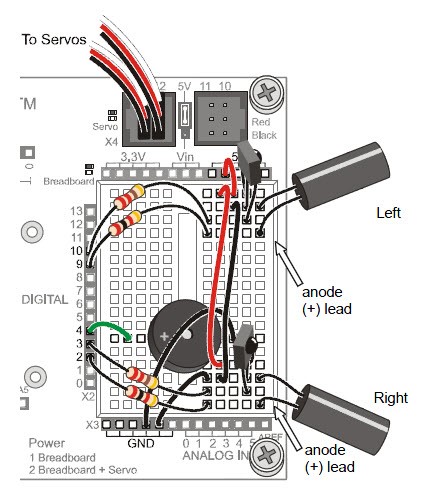 To Servos
TM
2
5V
11 10
Servo
X4
Red
Black
3,3V
Vin
5
Breadboard
13
12
11
10
9
8
7
6
5
4
3
2
1
0
DIGITAL
X2
Left
anode
(+) lead
+
Right
anode
(+) lead
X3
GND
0 1 2 3 4 5 AREF
ANALOG IN
Power
1 Breadboard
2 Breadboard + Servo